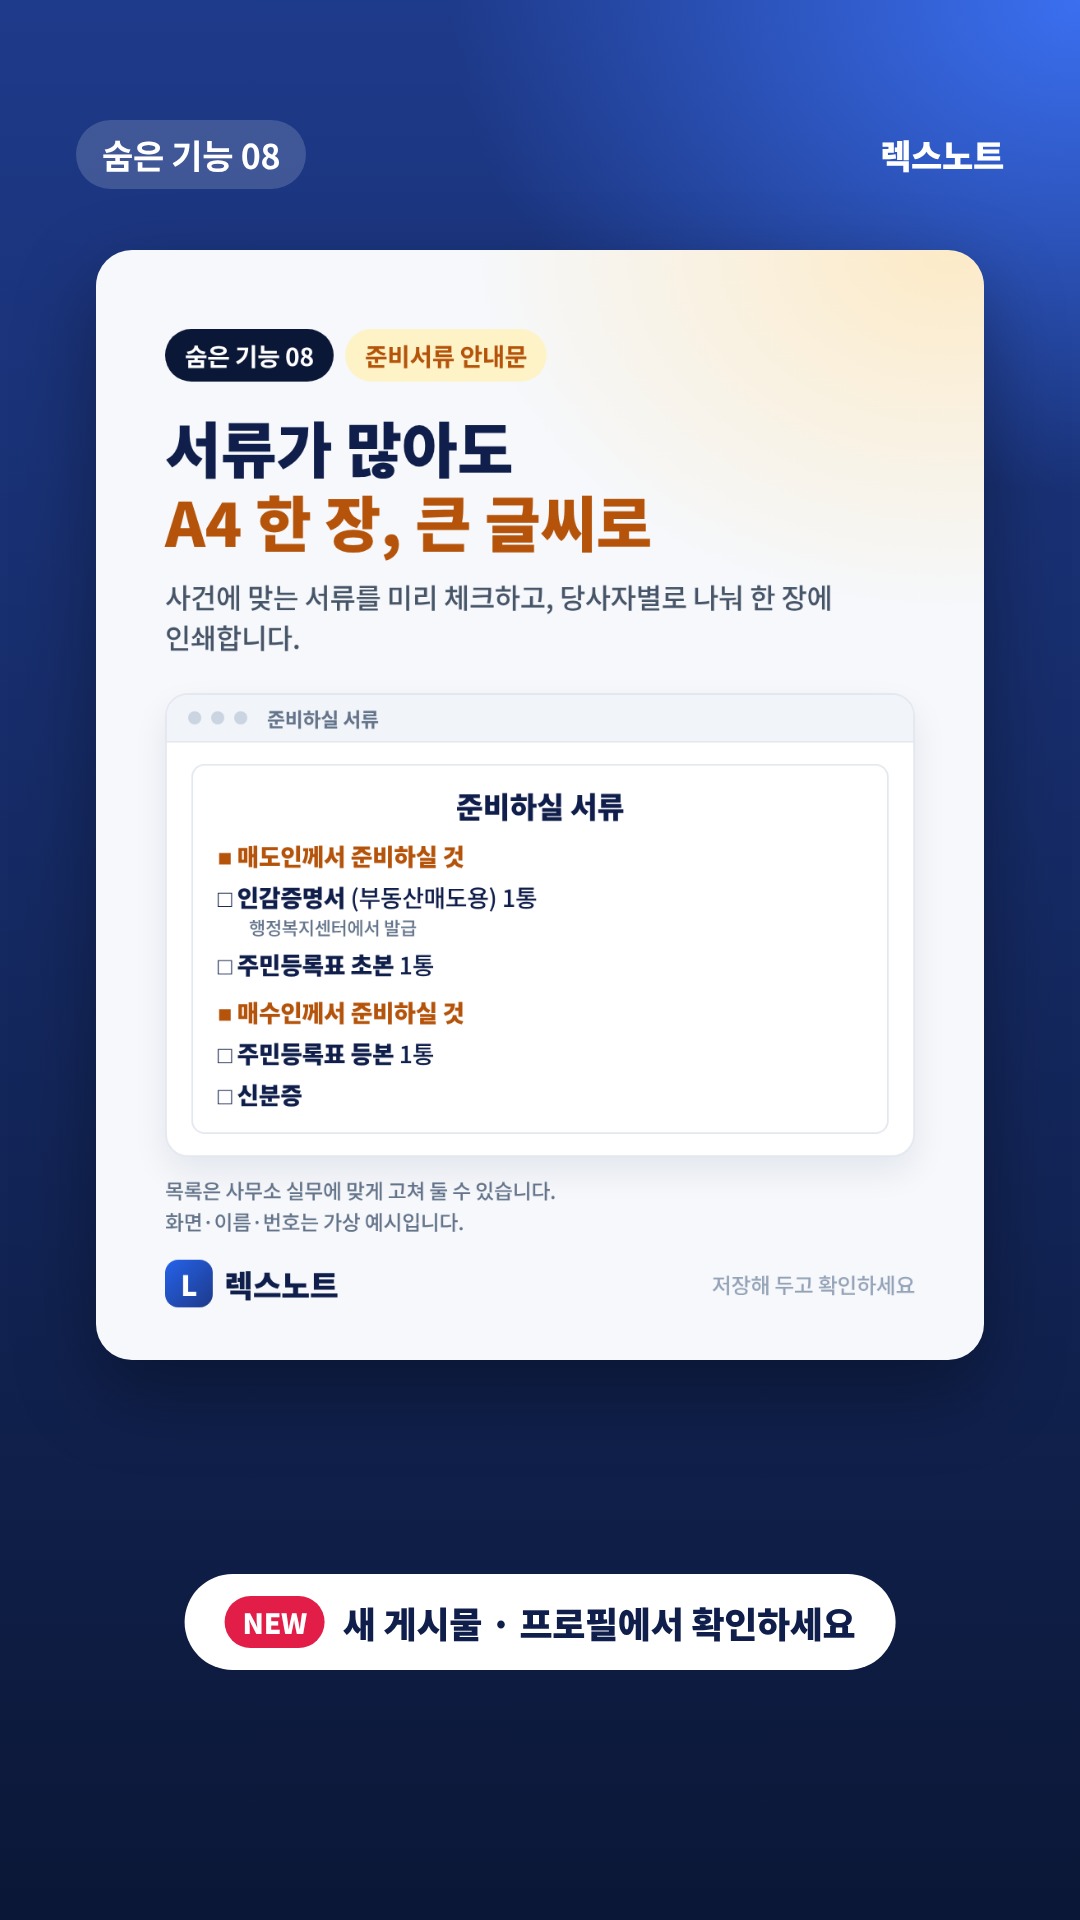 숨은 기능 08
렉스노트
숨은 기능 08
준비서류 안내문
서류가 많아도
A4 한 장, 큰 글씨로
사건에 맞는 서류를 미리 체크하고, 당사자별로 나눠 한 장에
인쇄합니다.
준비하실 서류
준비하실 서류
■ 매도인께서 준비하실 것
□ 인감증명서 (부동산매도용) 1통
행정복지센터에서 발급
□ 주민등록표 초본 1통
■ 매수인께서 준비하실 것
□ 주민등록표 등본 1통
□ 신분증
목록은 사무소 실무에 맞게 고쳐 둘 수 있습니다.
화면·이름·번호는 가상 예시입니다.
L 렉스노트
저장해 두고 확인하세요
NEW 새 게시물 · 프로필에서 확인하세요